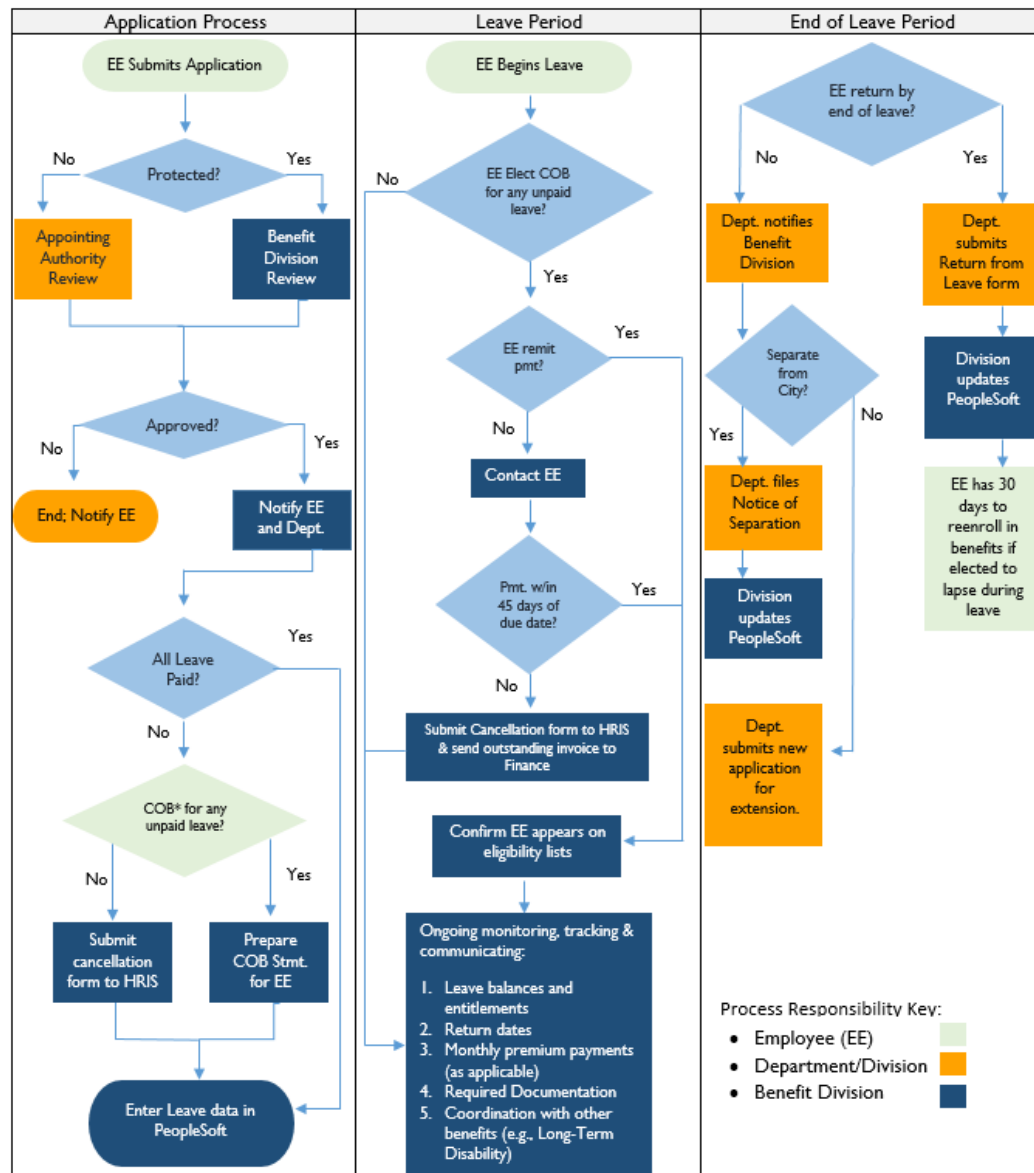 Application Process
EE Submits Application
Protected?
No
Yes
Appointing
Authority
Review
Benefit
Division
Review
Approved?
No
Yes
End; Notify EE
Notify EE
and Dept.
All Leave
Paid?
Yes
No
COB* for any
unpaid leave?
No
Yes
Submit
cancellation
form to HRIS
Prepare
COB Stmt.
for EE
Enter Leave data in
PeopleSoft
Leave Period
EE Begins Leave
EE Elect COB
for any unpaid
leave?
No
Yes
EE remit
pmt?
Yes
No
Contact EE
Pmt. w/in
45 days of
due date?
Yes
No
Submit Cancellation form to HRIS
& send outstanding invoice to
Finance
Confirm EE appears on
eligibility lists
Ongoing monitoring, tracking &
communicating:
1. Leave balances and
entitlements
2. Return dates
3. Monthly premium payments
(as applicable)
4. Required Documentation
5. Coordination with other
benefits (e.g., Long-Term
Disability)
End of Leave Period
EE return by
end of leave?
No
Yes
Dept. notifies
Benefit
Division
Dept.
submits
Return from
Leave form
Separate
from
City?
Yes
No
Division
updates
PeopleSoft
Dept. files
Notice of
Separation
EE has 30
days to
reenroll in
benefits if
elected to
lapse during
leave
Division
updates
PeopleSoft
Dept.
submits new
application
for
extension.
Process Responsibility Key:
• Employee (EE)
• Department/Division
• Benefit Division